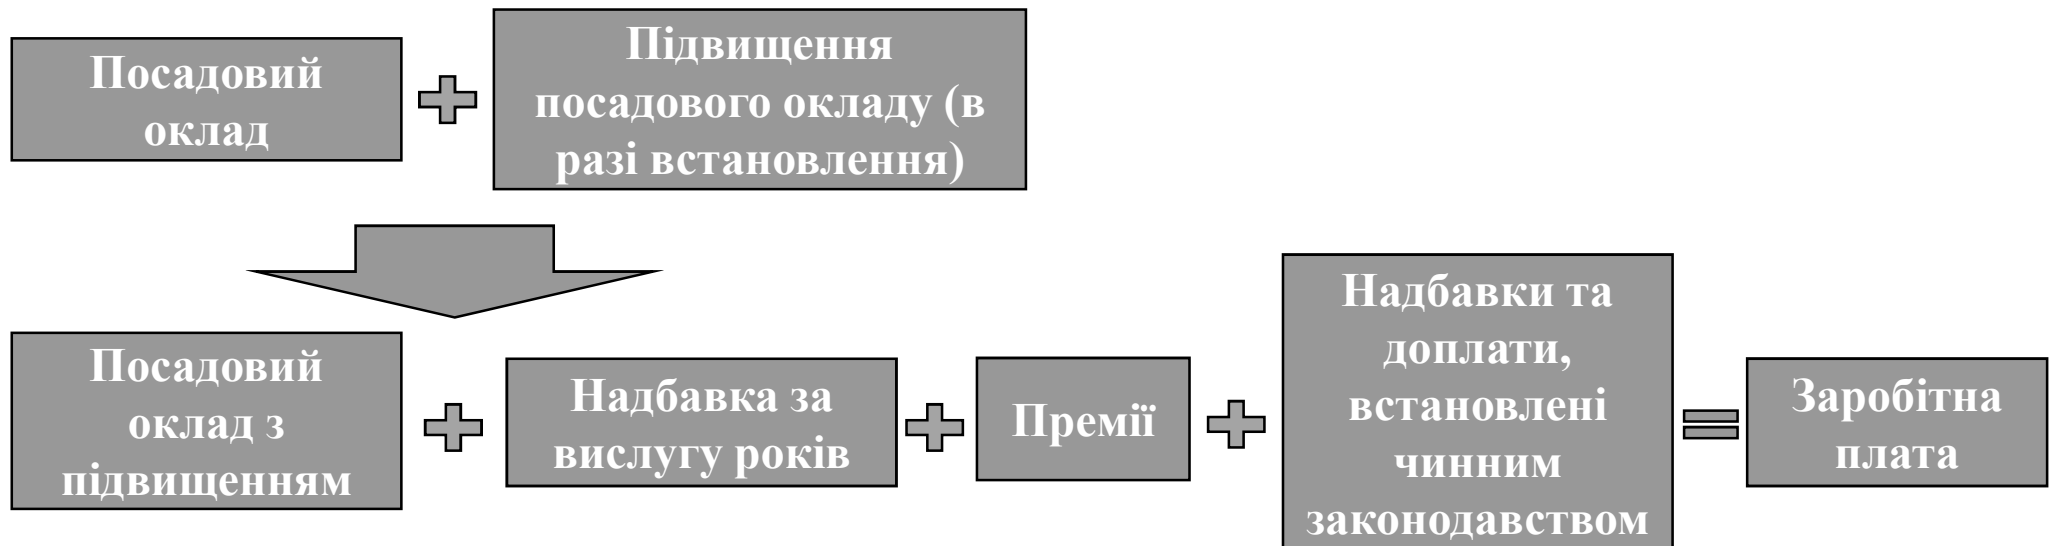 Посадовий
оклад
Підвищення
посадового окладу (в
разі встановлення)
Посадовий
оклад з
підвищенням
Надбавка за
вислугу років
Премії
Надбавки та
доплати,
встановлені
чинним
законодавством
Заробітна
плата